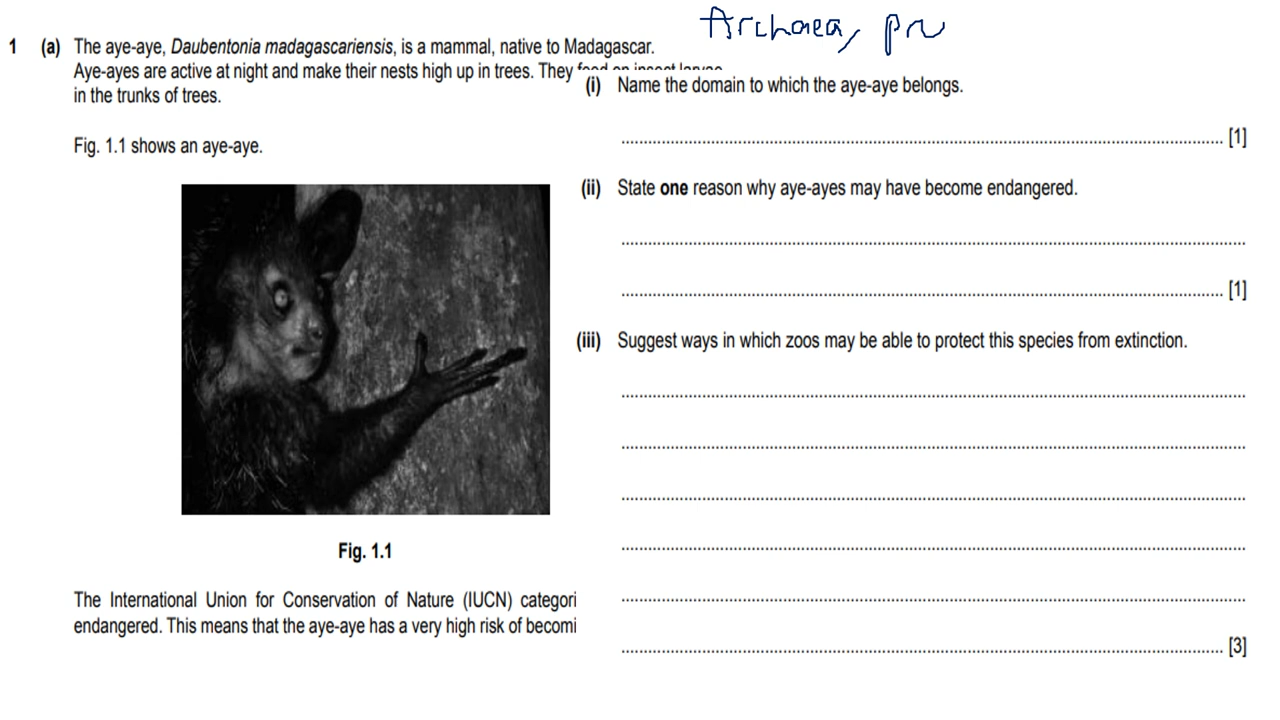 Archaea, pr
1 (a) The aye-aye, Daubentonia madagascariensis, is a mammal, native to Madagascar.
Aye-ayes are active at night and make their nests high up in trees. They feed on insect larvae
in the trunks of trees.
Fig. 1.1 shows an aye-aye.
Fig. 1.1
The International Union for Conservation of Nature (IUCN) categori
endangered. This means that the aye-aye has a very high risk of becomi
(i) Name the domain to which the aye-aye belongs.
[1]
(ii) State one reason why aye-ayes may have become endangered.
[1]
(iii) Suggest ways in which zoos may be able to protect this species from extinction.
[3]